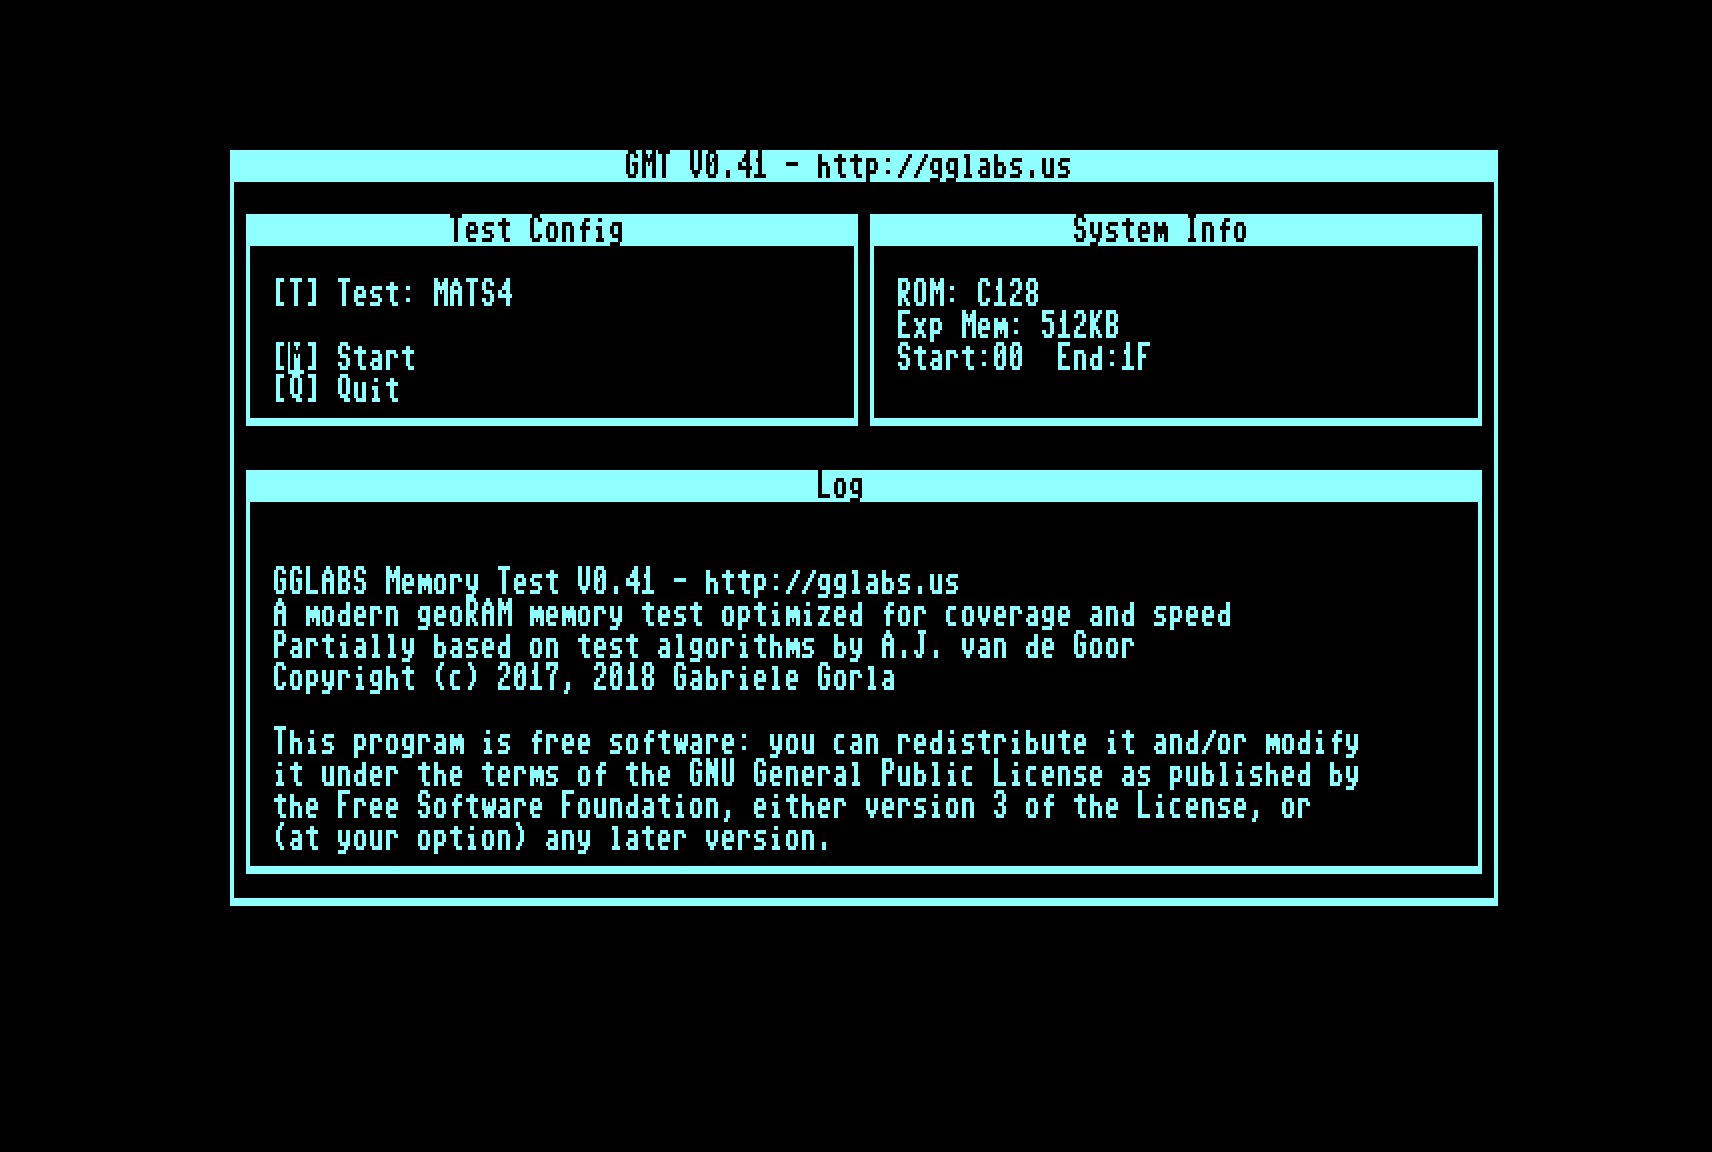 GMT V0.41 - http://gglabs.us
Test Config
[T] Test: MATS4
[ ] Start
[Q] Quit
System Info
ROM: C128
Exp Mem: 512KB
Start:00  End:1F
Log
GGLABS Memory Test V0.41 - http://gglabs.us
A modern geoRAM memory test optimized for coverage and speed
Partially based on test algorithms by A.J. van de Goor
Copyright (c) 2017, 2018 Gabriele Gorla
This program is free software: you can redistribute it and/or modify
it under the terms of the GNU General Public License as published by
the Free Software Foundation, either version 3 of the License, or
(at your option) any later version.